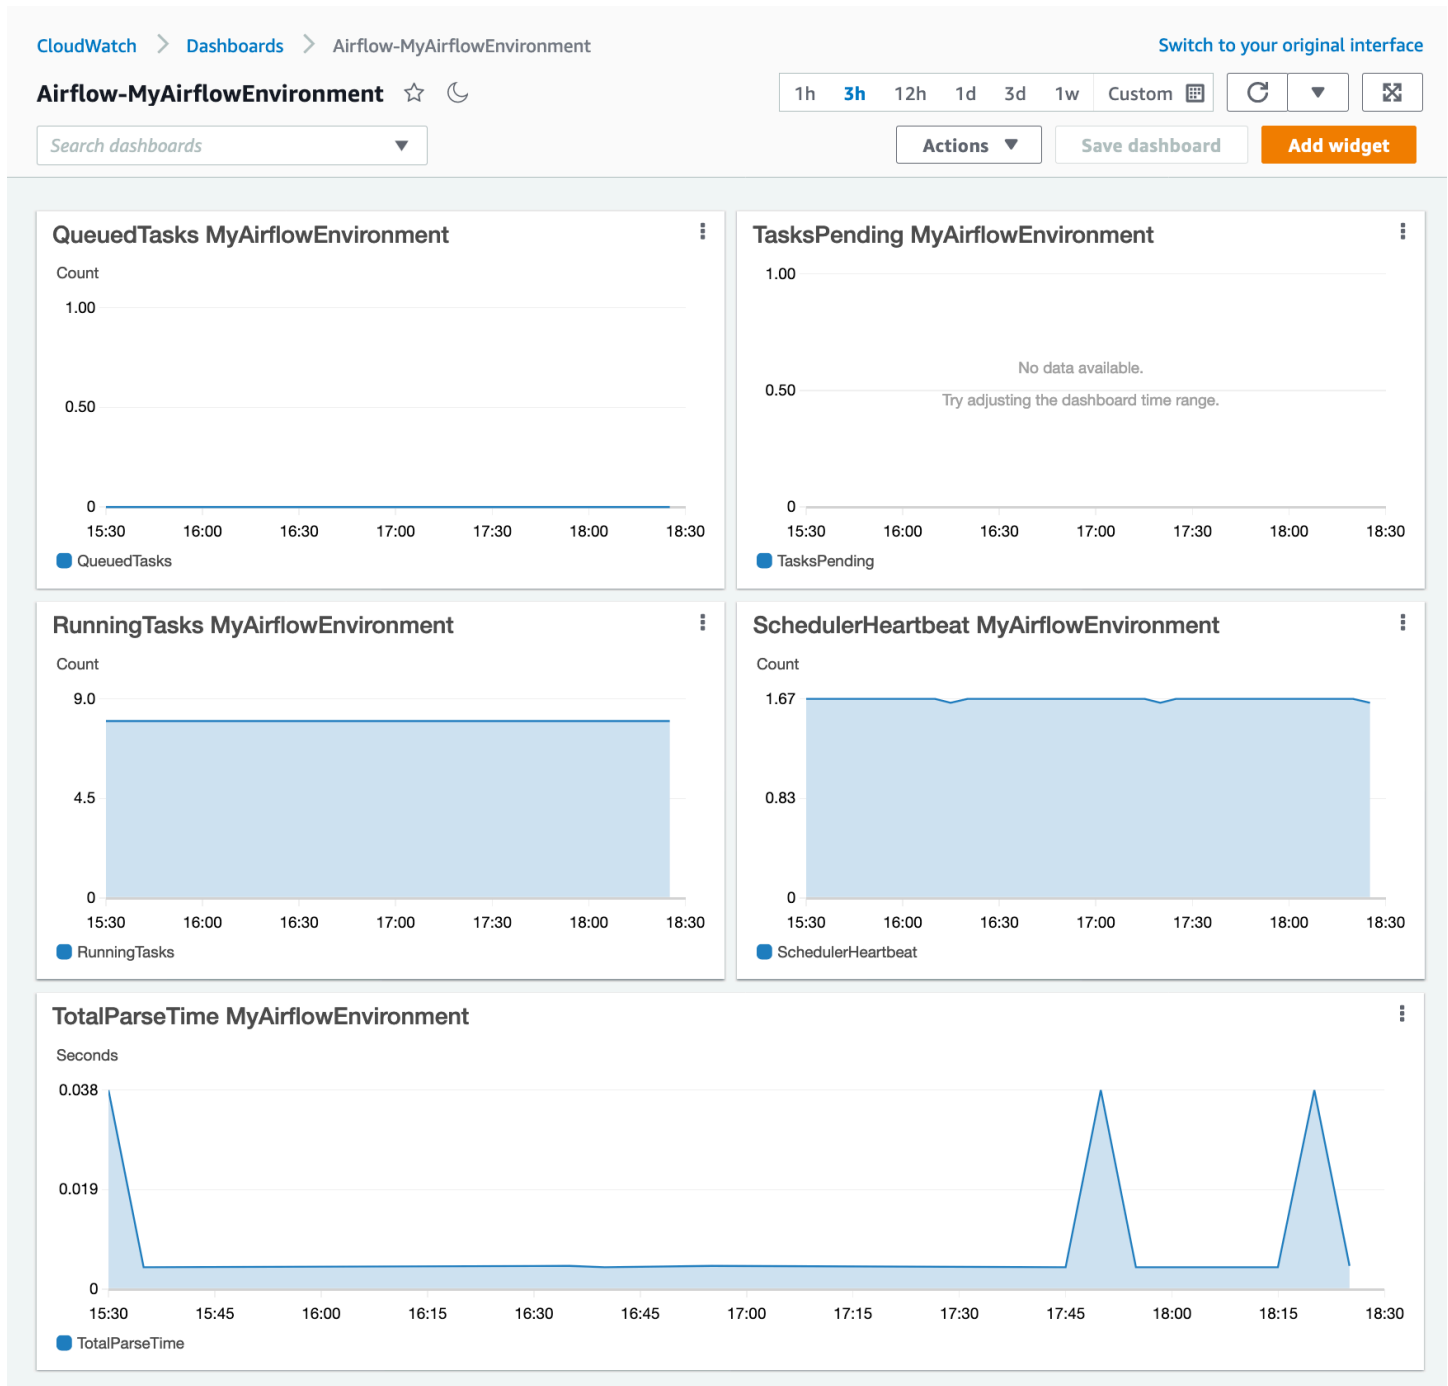 CloudWatch Dashboards Airflow-MyAirflowEnvironment
Switch to your original interface
Airflow-MyAirflowEnvironment
1h 3h 12h 1d 3d 1w Custom
Search dashboards
Actions Save dashboard Add widget
QueuedTasks MyAirflowEnvironment
Count
1.00
0.50
0
15:30 16:00 16:30 17:00 17:30 18:00 18:30
QueuedTasks
TasksPending MyAirflowEnvironment
1.00
No data available.
0.50
Try adjusting the dashboard time range.
0
15:30 16:00 16:30 17:00 17:30 18:00 18:30
TasksPending
RunningTasks MyAirflowEnvironment
Count
9.0
4.5
0
15:30 16:00 16:30 17:00 17:30 18:00 18:30
RunningTasks
SchedulerHeartbeat MyAirflowEnvironment
Count
1.67
0.83
0
15:30 16:00 16:30 17:00 17:30 18:00 18:30
SchedulerHeartbeat
TotalParseTime MyAirflowEnvironment
Seconds
0.038
0.019
0
15:30 15:45 16:00 16:15 16:30 16:45 17:00 17:15 17:30 17:45 18:00 18:15 18:30
TotalParseTime